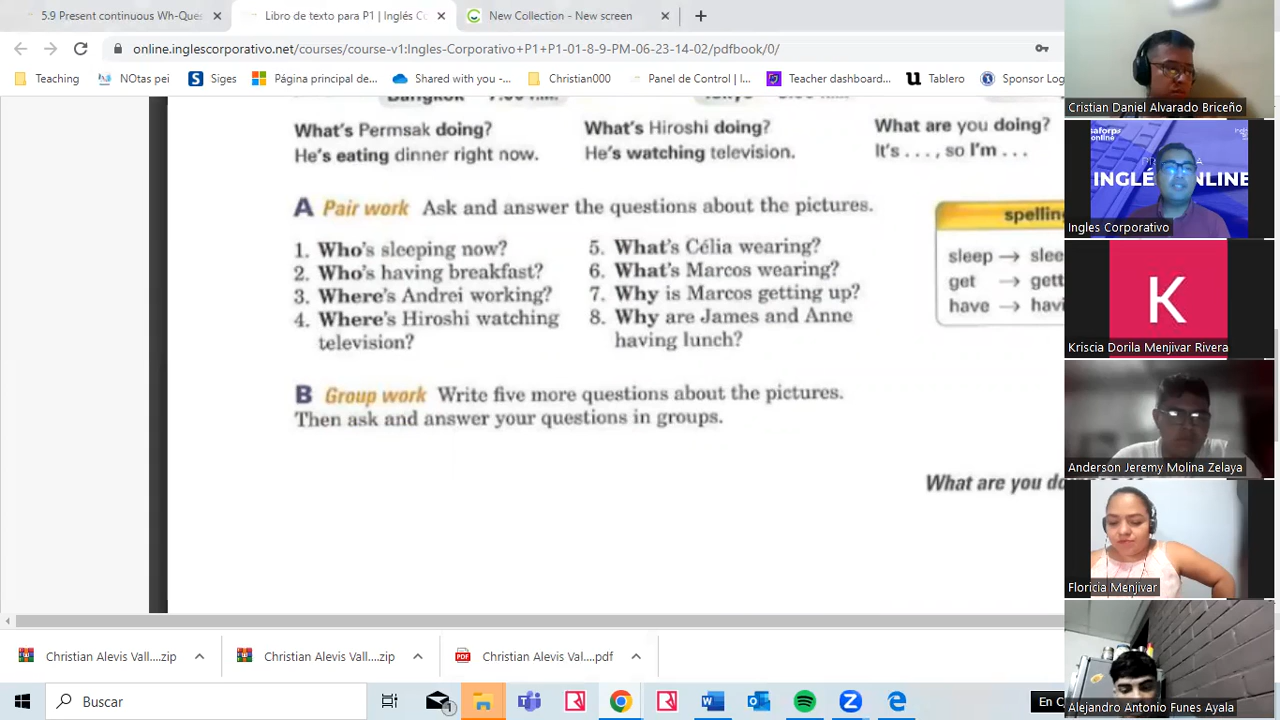 5.9 Present continuous Wh-Ques
Libro de texto para P1 | Inglés Co
New Collection - New screen
online.inglescorporativo.net/courses/course-v1:Ingles-Corporativo+P1+P1-01-8-9-PM-06-23-14-02/pdfbook/0/
Teaching
NOtas pei
Siges
Página principal de...
Shared with you -...
Christian000
Panel de Control | I...
Teacher dashboard...
Tablero
Sponsor Log
What's Permsak doing?
He's eating dinner right now.
What's Hiroshi doing?
He's watching television.
What are you doing?
It's . . . , so I'm . . .
A Pair work Ask and answer the questions about the pictures.
1. Who's sleeping now?
2. Who's having breakfast?
3. Where's Andrei working?
4. Where's Hiroshi watching
television?
5. What's Célia wearing?
6. What's Marcos wearing?
7. Why is Marcos getting up?
8. Why are James and Anne
having lunch?
spelling
sleep → slee
get → gett
have → havi
B Group work Write five more questions about the pictures.
Then ask and answer your questions in groups.
What are you do
Cristian Daniel Alvarado Briceño
INGLÉS ONLINE
Ingles Corporativo
K
Kriscia Dorila Menjivar Rivera
Anderson Jeremy Molina Zelaya
Floricia Menjivar
Alejandro Antonio Funes Ayala
Christian Alevis Vall....zip
Christian Alevis Vall....zip
Christian Alevis Val....pdf
Buscar
En C